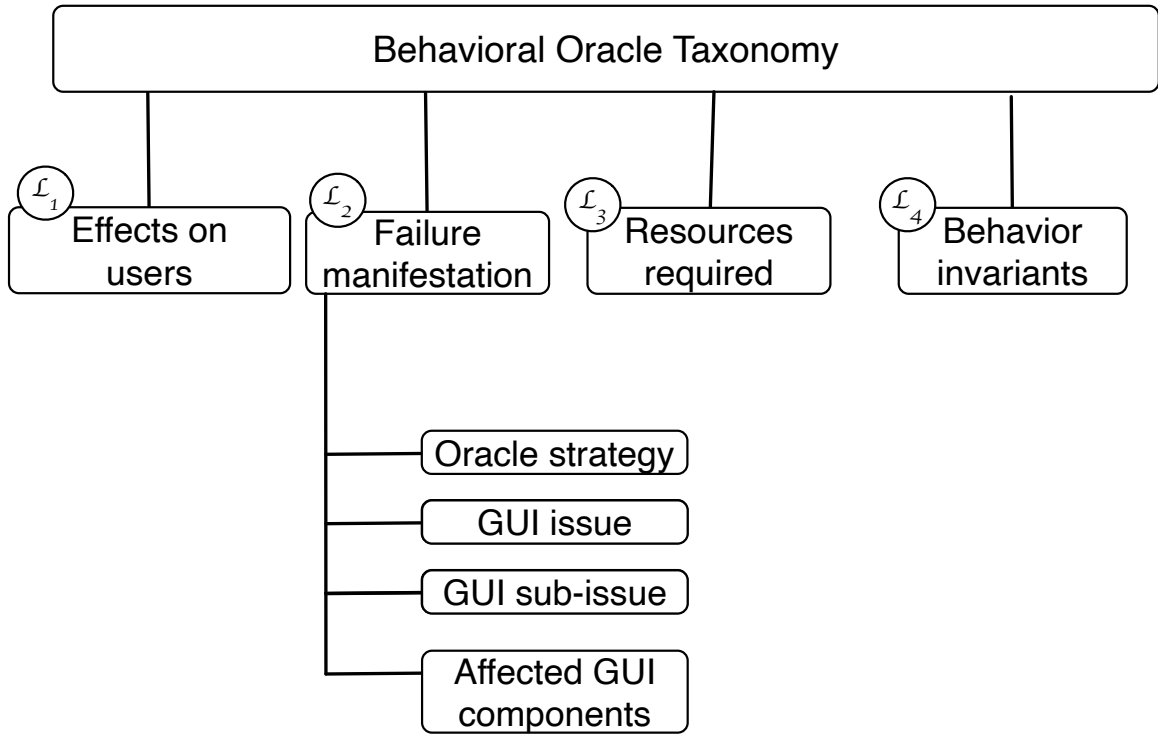 Behavioral Oracle Taxonomy
ℒ1
Effects on
users
ℒ2
Failure
manifestation
ℒ3
Resources
required
ℒ4
Behavior
invariants
Oracle strategy
GUI issue
GUI sub-issue
Affected GUI
components